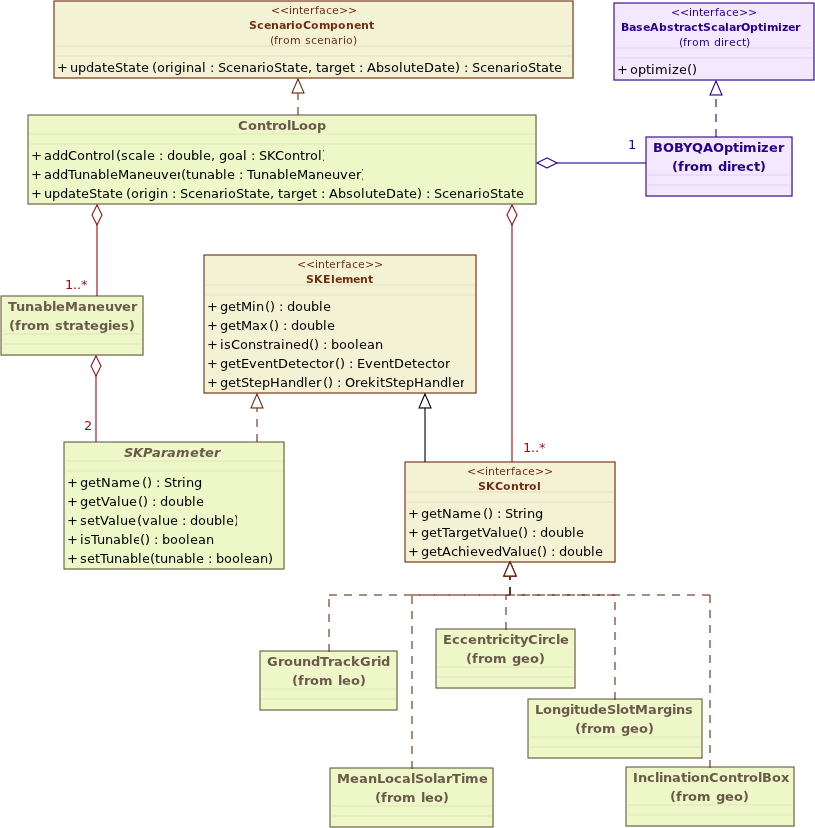 <<interface>>
ScenarioComponent
(from scenario)
+ updateState (original : ScenarioState, target : AbsoluteDate) : ScenarioState
<<interface>>
BaseAbstractScalarOptimizer
(from direct)
+ optimize()
ControlLoop
+ addControl(scale : double, goal : SKControl)
+ addTunableManeuver(tunable : TunableManeuver)
+ updateState (origin : ScenarioState, target : AbsoluteDate) : ScenarioState
1
BOBYQAOptimizer
(from direct)
1..*
TunableManeuver
(from strategies)
2
<<interface>>
SKElement
+ getMin() : double
+ getMax() : double
+ isConstrained() : boolean
+ getEventDetector() : EventDetector
+ getStepHandler() : OrekitStepHandler
SKParameter
+ getName() : String
+ getValue() : double
+ setValue(value : double)
+ isTunable() : boolean
+ setTunable(tunable : boolean)
1..*
<<interface>>
SKControl
+ getName() : String
+ getTargetValue() : double
+ getAchievedValue() : double
GroundTrackGrid
(from leo)
EccentricityCircle
(from geo)
LongitudeSlotMargins
(from geo)
MeanLocalSolarTime
(from leo)
InclinationControlBox
(from geo)